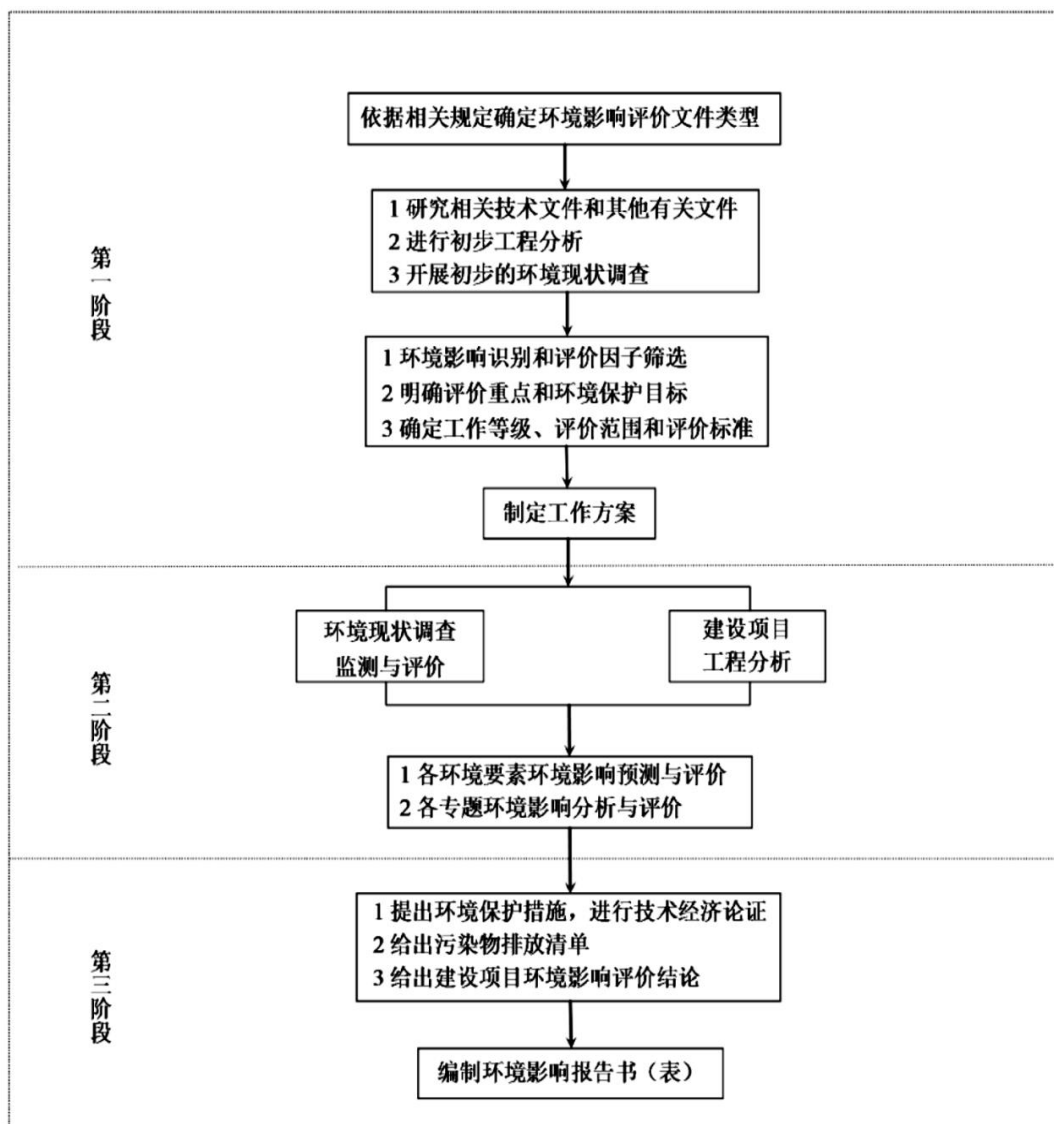 依据相关规定确定环境影响评价文件类型
第一阶段
1 研究相关技术文件和其他有关文件
2 进行初步工程分析
3 开展初步的环境现状调查
1 环境影响识别和评价因子筛选
2 明确评价重点和环境保护目标
3 确定工作等级、评价范围和评价标准
制定工作方案
第二阶段
环境现状调查
监测与评价
建设项目
工程分析
1 各环境要素环境影响预测与评价
2 各专题环境影响分析与评价
第三阶段
1 提出环境保护措施，进行技术经济论证
2 给出污染物排放清单
3 给出建设项目环境影响评价结论
编制环境影响报告书（表）